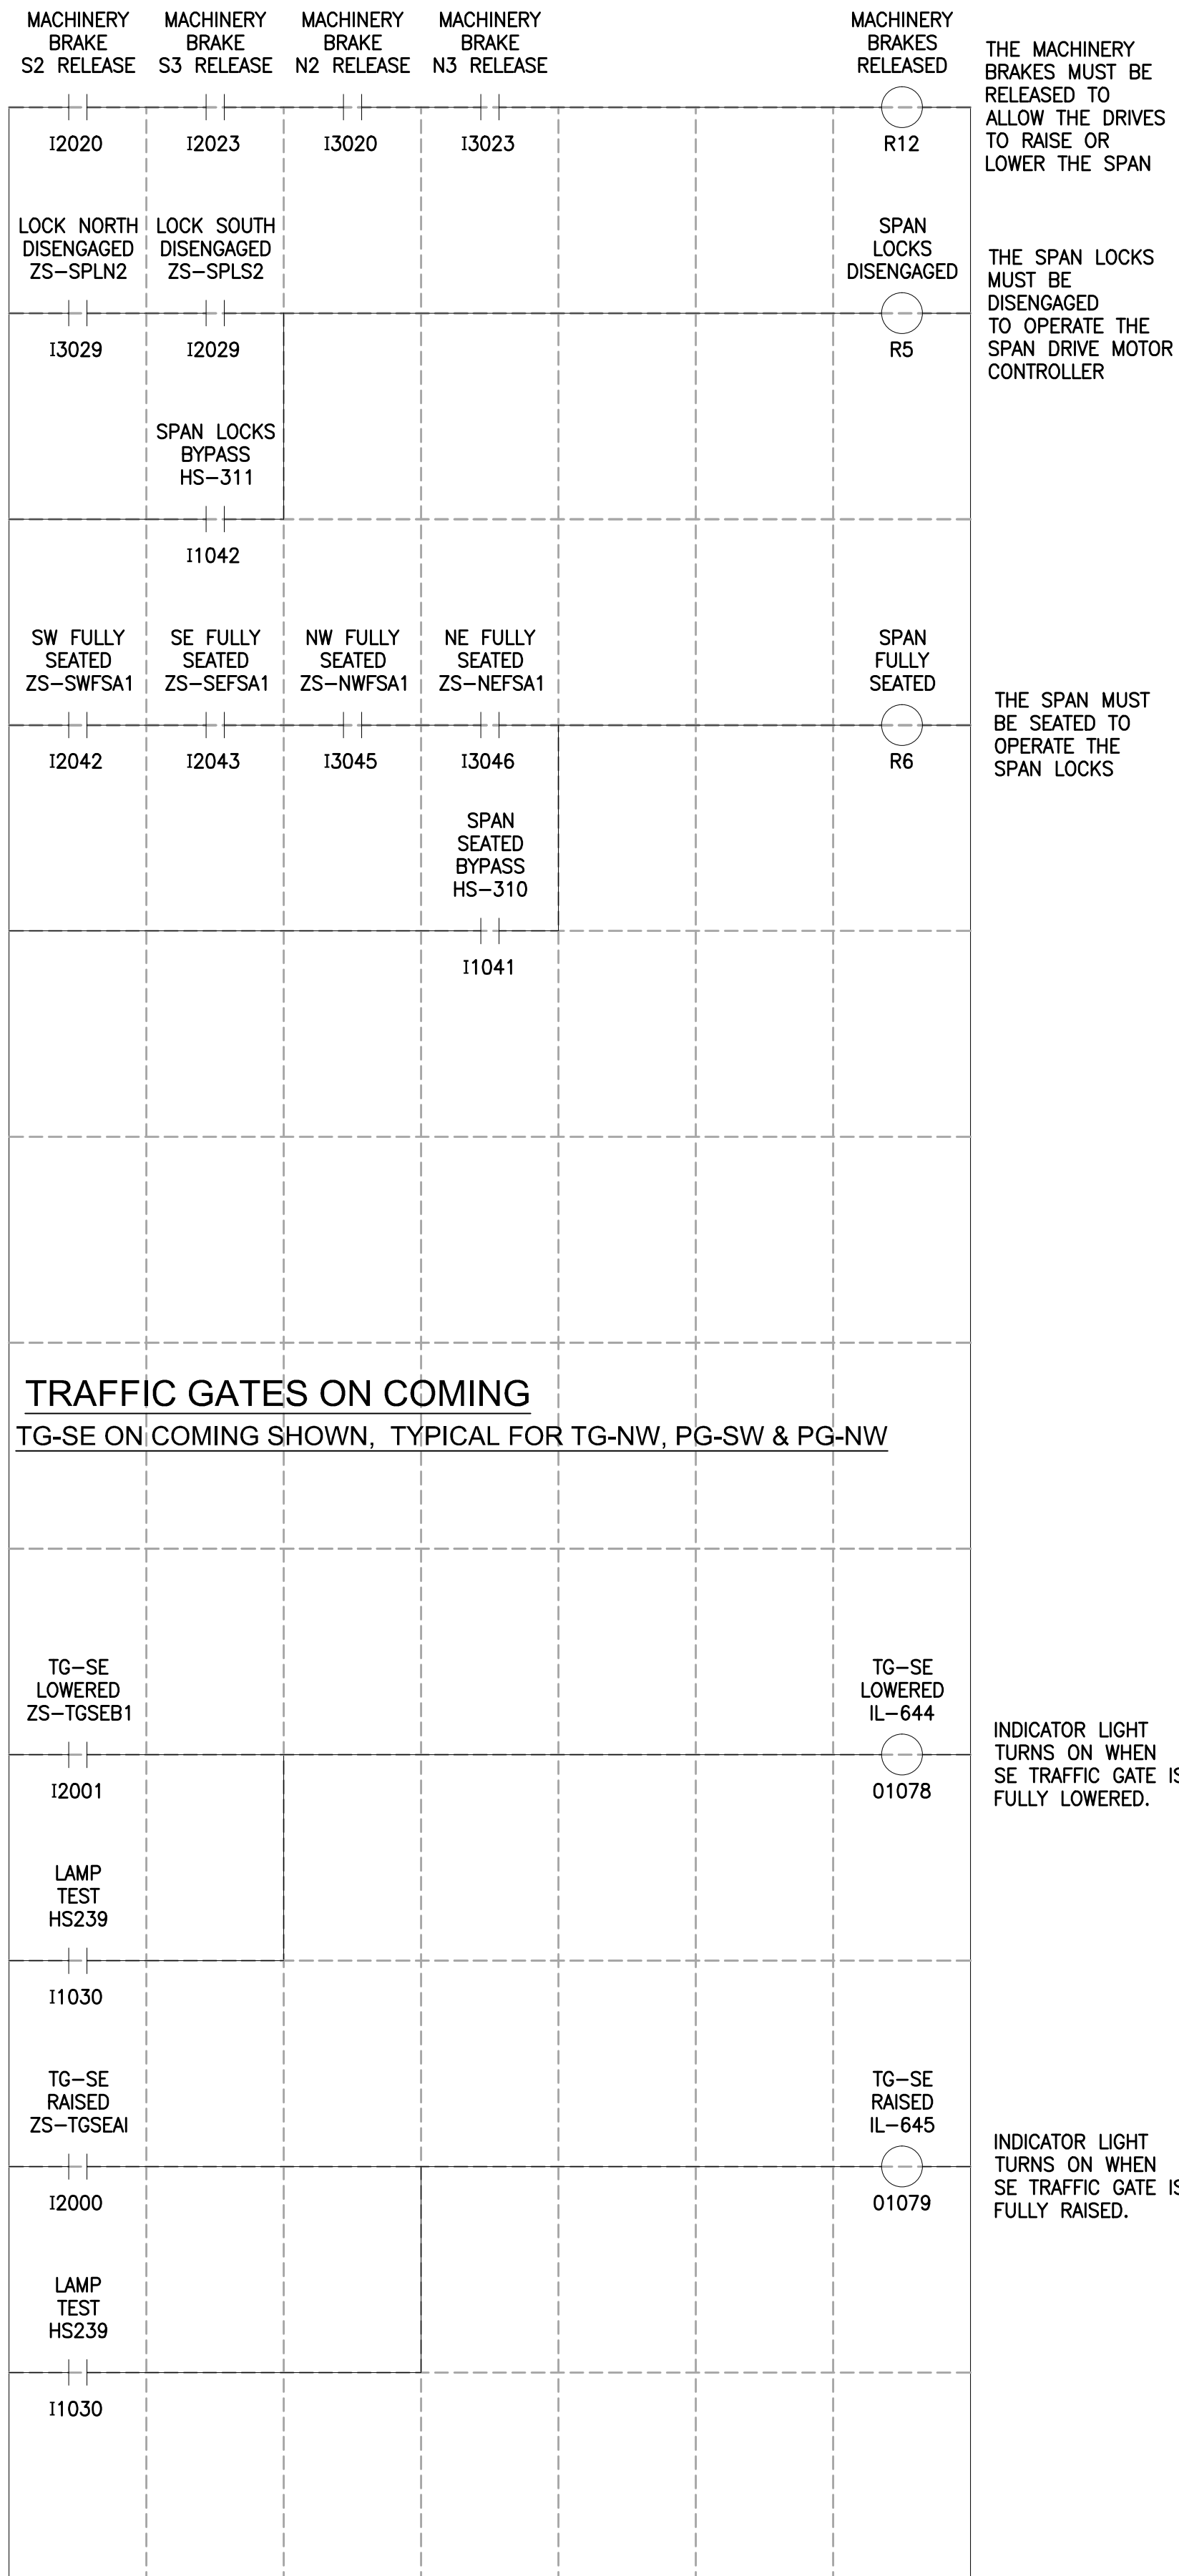 MACHINERY
BRAKE
S2 RELEASE
MACHINERY
BRAKE
S3 RELEASE
MACHINERY
BRAKE
N2 RELEASE
MACHINERY
BRAKE
N3 RELEASE
MACHINERY
BRAKES
RELEASED
THE MACHINERY
BRAKES MUST BE
RELEASED TO
ALLOW THE DRIVES
TO RAISE OR
LOWER THE SPAN
I2020
I2023
I3020
I3023
R12
LOCK NORTH
DISENGAGED
ZS-SPLN2
LOCK SOUTH
DISENGAGED
ZS-SPLS2
SPAN
LOCKS
DISENGAGED
THE SPAN LOCKS
MUST BE
DISENGAGED
TO OPERATE THE
SPAN DRIVE MOTOR
CONTROLLER
I3029
I2029
R5
SPAN LOCKS
BYPASS
HS-311
I1042
SW FULLY
SEATED
ZS-SWFSA1
SE FULLY
SEATED
ZS-SEFSA1
NW FULLY
SEATED
ZS-NWFSA1
NE FULLY
SEATED
ZS-NEFSA1
SPAN
FULLY
SEATED
THE SPAN MUST
BE SEATED TO
OPERATE THE
SPAN LOCKS
I2042
I2043
I3045
I3046
R6
SPAN
SEATED
BYPASS
HS-310
I1041
TRAFFIC GATES ON COMING
TG-SE ON COMING SHOWN, TYPICAL FOR TG-NW, PG-SW & PG-NW
TG-SE
LOWERED
ZS-TGSEB1
TG-SE
LOWERED
IL-644
INDICATOR LIGHT
TURNS ON WHEN
SE TRAFFIC GATE IS
FULLY LOWERED.
I2001
01078
LAMP
TEST
HS239
I1030
TG-SE
RAISED
ZS-TGSEAI
TG-SE
RAISED
IL-645
INDICATOR LIGHT
TURNS ON WHEN
SE TRAFFIC GATE IS
FULLY RAISED.
I2000
01079
LAMP
TEST
HS239
I1030